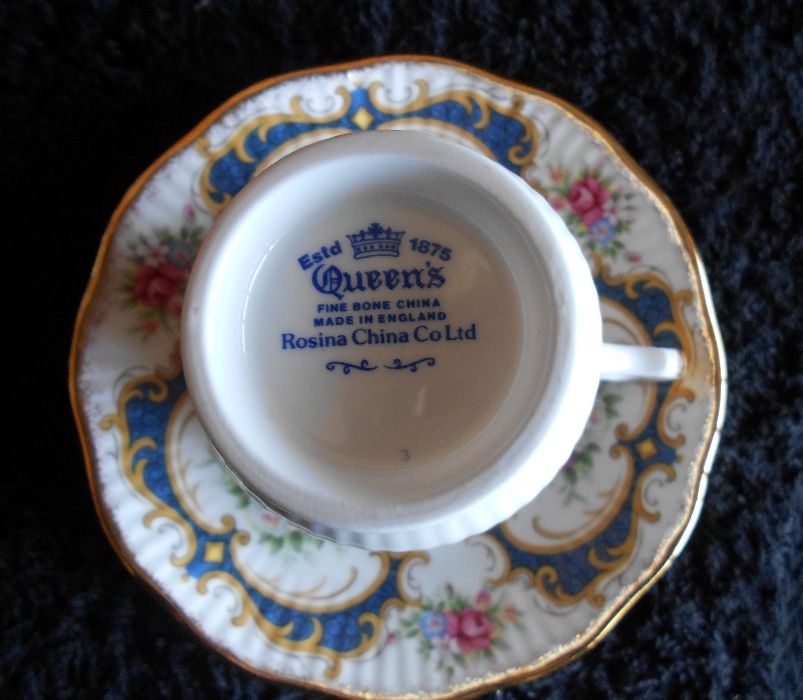 Estd 1875
Queen's
FINE BONE CHINA
MADE IN ENGLAND
Rosina China Co Ltd
3